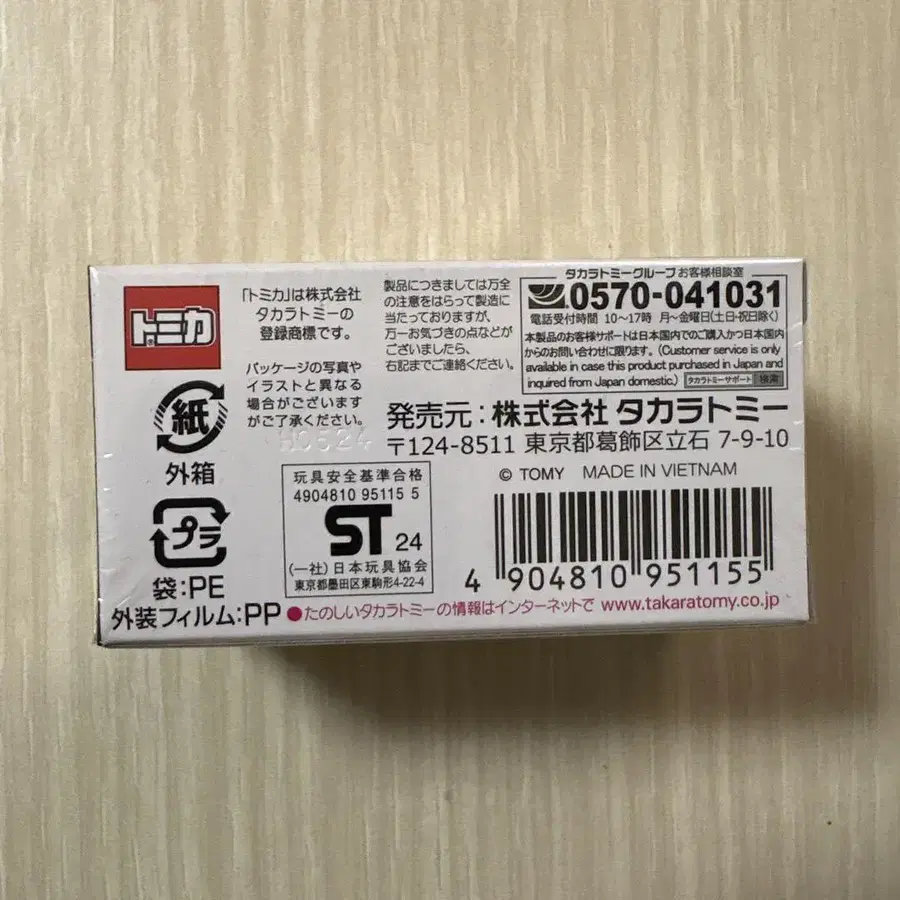 トミカ
「トミカ」は株式会社
タカラトミーの
登録商標です。
パッケージの写真や
イラストと異なる
場合がございます
がご了承ください。
H0524
製品につきましては万全
の注意をはらって製造に
当たっておりますが、
万一お気づきの点などが
ございましたら、
右記までご連絡ください。
タカラトミーグループお客様相談室
0570-041031
電話受付時間 10〜17時 月〜金曜日(土・日・祝日除く)
本製品のお客様サポートは日本国内でのご購入かつ日本国内
からのお問い合わせに限ります。(Customer service is only
available in case this product purchased in Japan and
inquired from Japan domestic.) タカラトミーサポート 検索
発売元:株式会社 タカラトミー
〒124-8511 東京都葛飾区立石 7-9-10
© TOMY MADE IN VIETNAM
紙
外箱
プラ
袋:PE
外装フィルム:PP
玩具安全基準合格
4904810 95115 5
ST 24
(一社)日本玩具協会
東京都墨田区東駒形4-22-4
4 904810 951155
●たのしいタカラトミーの情報はインターネットで www.takaratomy.co.jp